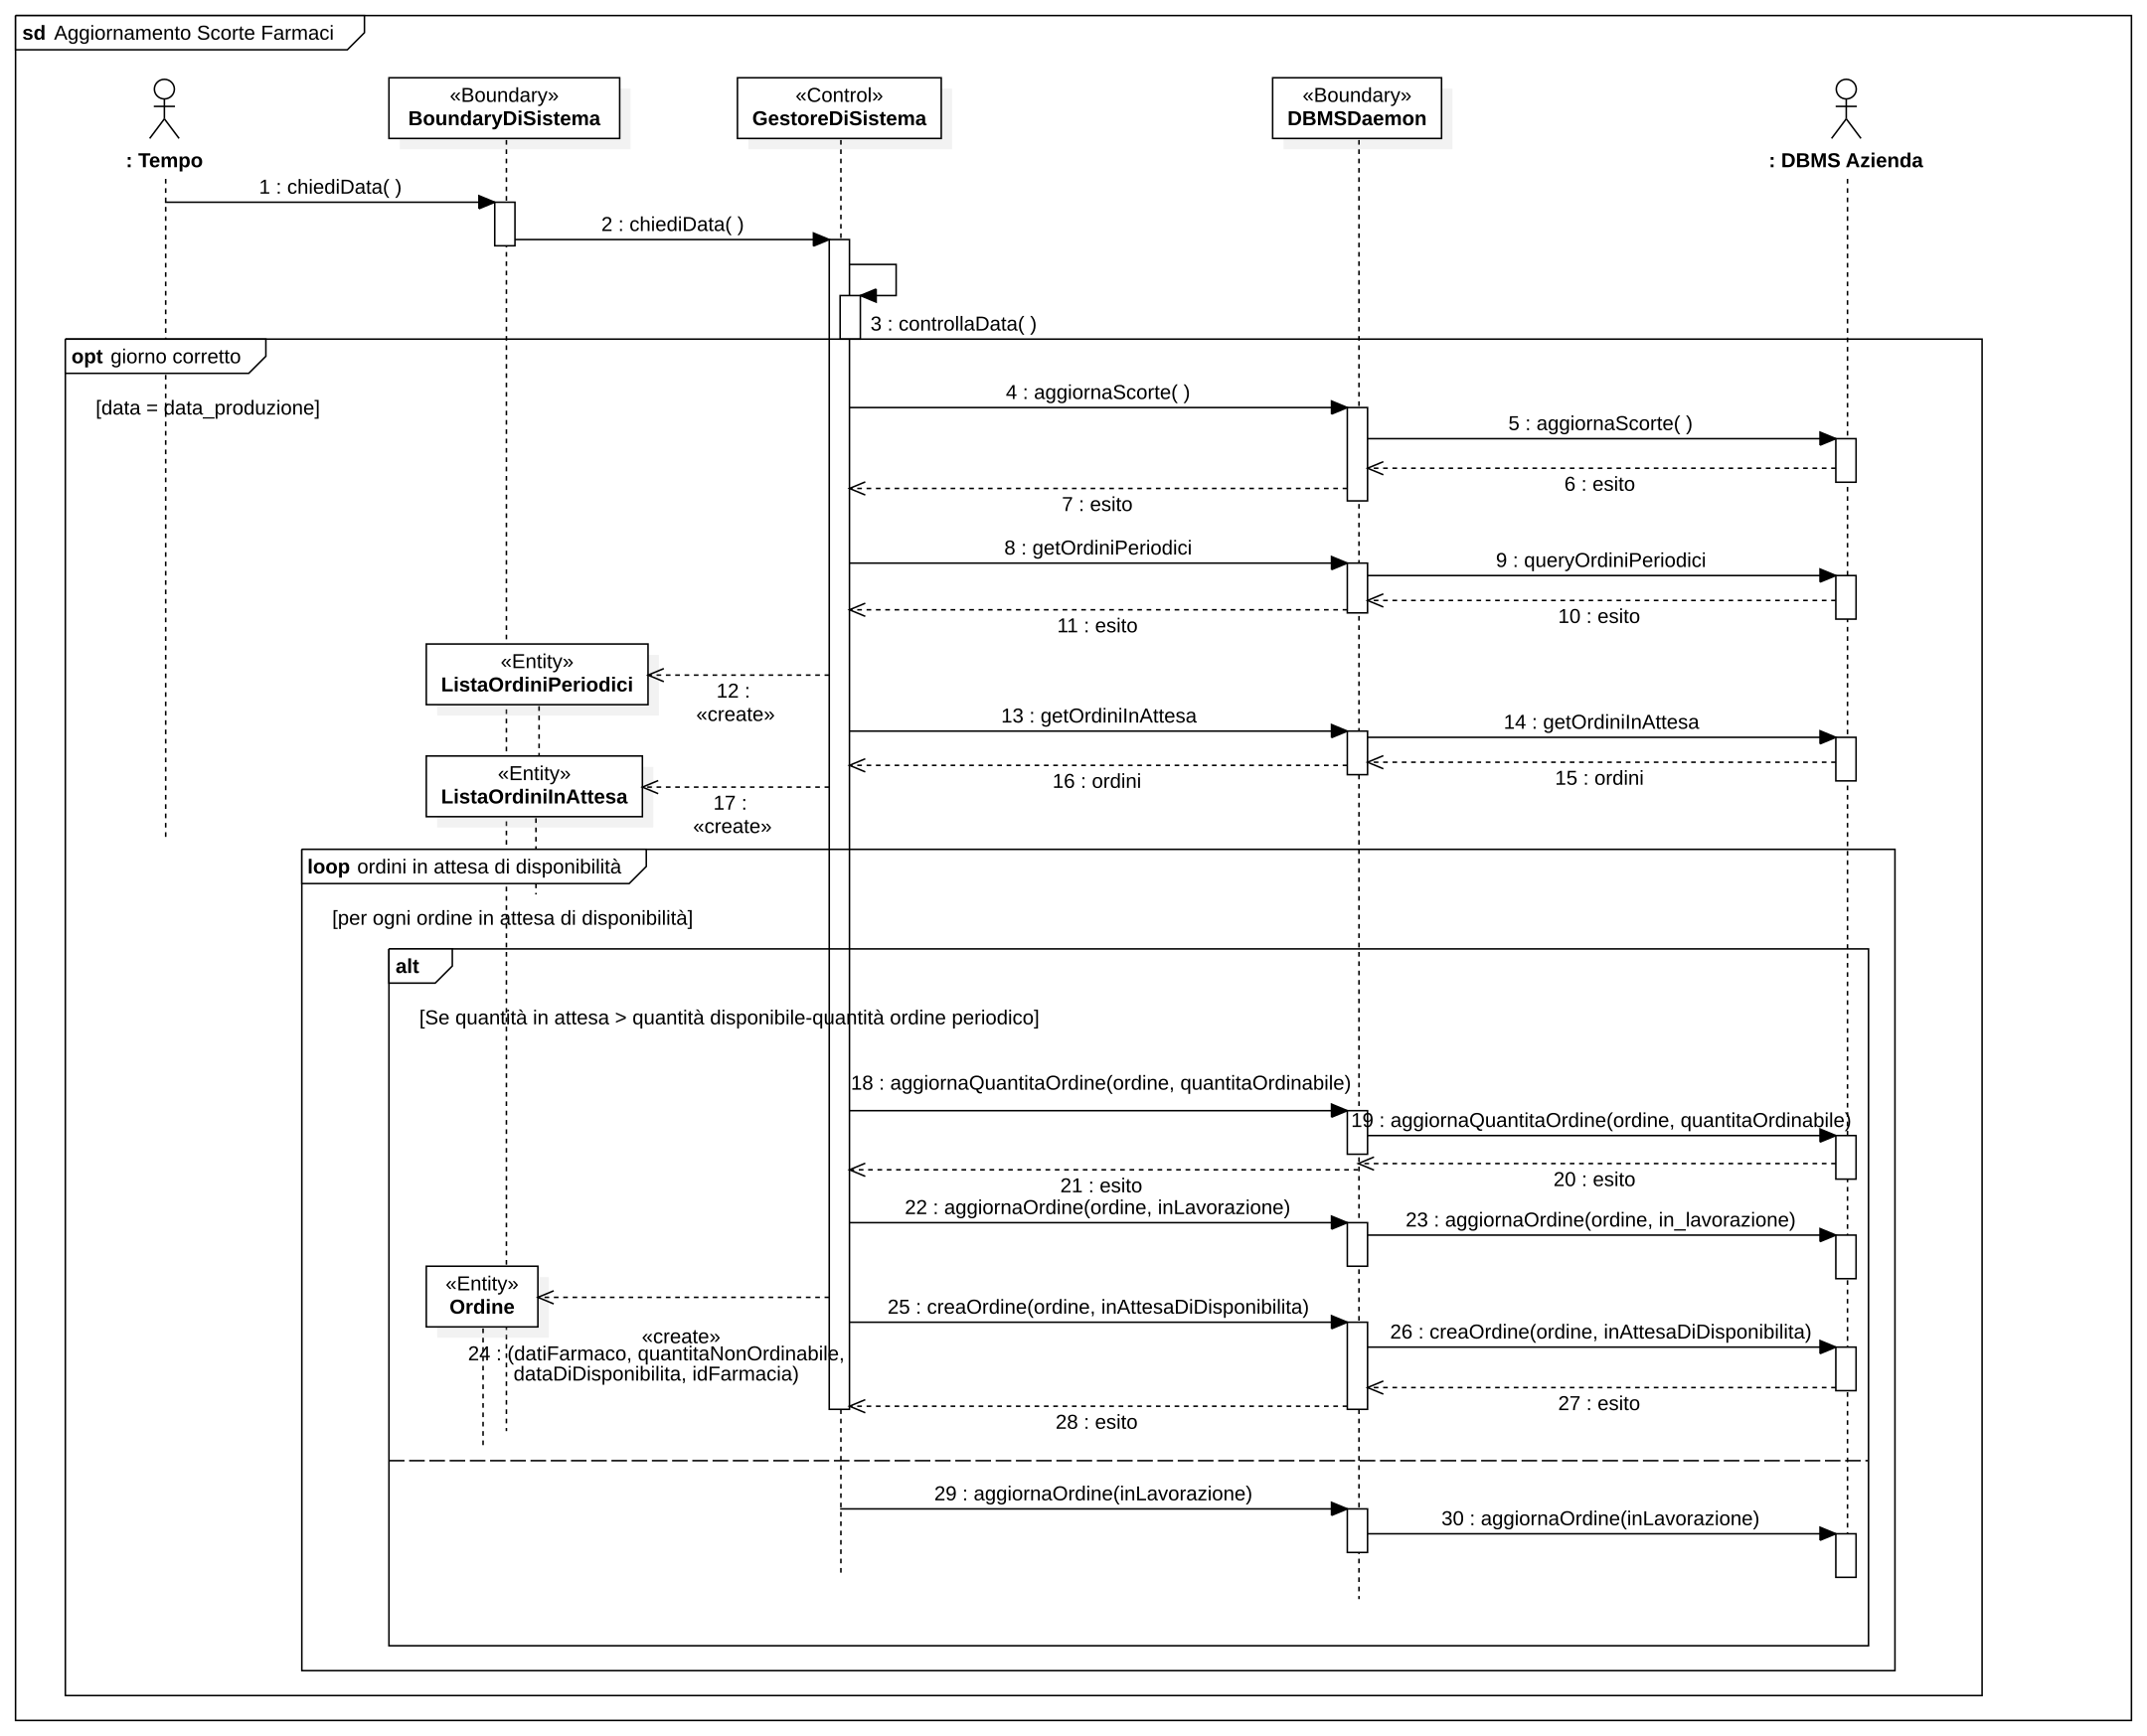 sd Aggiornamento Scorte Farmaci
«Boundary»
BoundaryDiSistema
«Control»
GestoreDiSistema
«Boundary»
DBMSDaemon
: Tempo
: DBMS Azienda
1 : chiediData( )
2 : chiediData( )
3 : controllaData( )
opt giorno corretto
[data = data_produzione]
4 : aggiornaScorte( )
5 : aggiornaScorte( )
6 : esito
7 : esito
8 : getOrdiniPeriodici
9 : queryOrdiniPeriodici
10 : esito
11 : esito
«Entity»
ListaOrdiniPeriodici
12 :
«create»
13 : getOrdiniInAttesa
14 : getOrdiniInAttesa
15 : ordini
16 : ordini
«Entity»
ListaOrdiniInAttesa
17 :
«create»
loop ordini in attesa di disponibilità
[per ogni ordine in attesa di disponibilità]
alt
[Se quantità in attesa > quantità disponibile-quantità ordine periodico]
18 : aggiornaQuantitaOrdine(ordine, quantitaOrdinabile)
19 : aggiornaQuantitaOrdine(ordine, quantitaOrdinabile)
20 : esito
21 : esito
22 : aggiornaOrdine(ordine, inLavorazione)
23 : aggiornaOrdine(ordine, in_lavorazione)
«Entity»
Ordine
«create»
24 : (datiFarmaco, quantitaNonOrdinabile,
dataDiDisponibilita, idFarmacia)
25 : creaOrdine(ordine, inAttesaDiDisponibilita)
26 : creaOrdine(ordine, inAttesaDiDisponibilita)
27 : esito
28 : esito
29 : aggiornaOrdine(inLavorazione)
30 : aggiornaOrdine(inLavorazione)